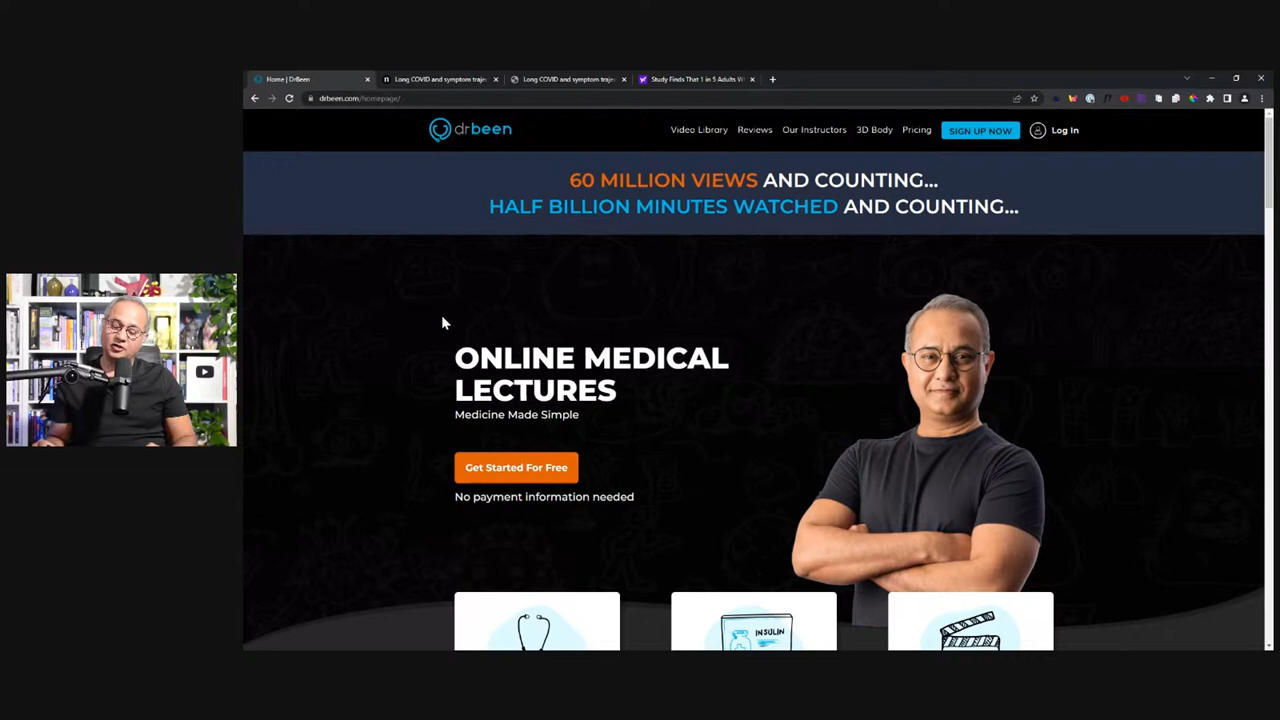 Home | DrBeen
Long COVID and symptom traje
Long COVID and symptom traje
Study Finds That 1 in 5 Adults W
drbeen.com/homepage/
drbeen
Video Library
Reviews
Our Instructors
3D Body
Pricing
SIGN UP NOW
Log In
60 MILLION VIEWS AND COUNTING...
HALF BILLION MINUTES WATCHED AND COUNTING...
ONLINE MEDICAL
LECTURES
Medicine Made Simple
Get Started For Free
No payment information needed
INSULIN